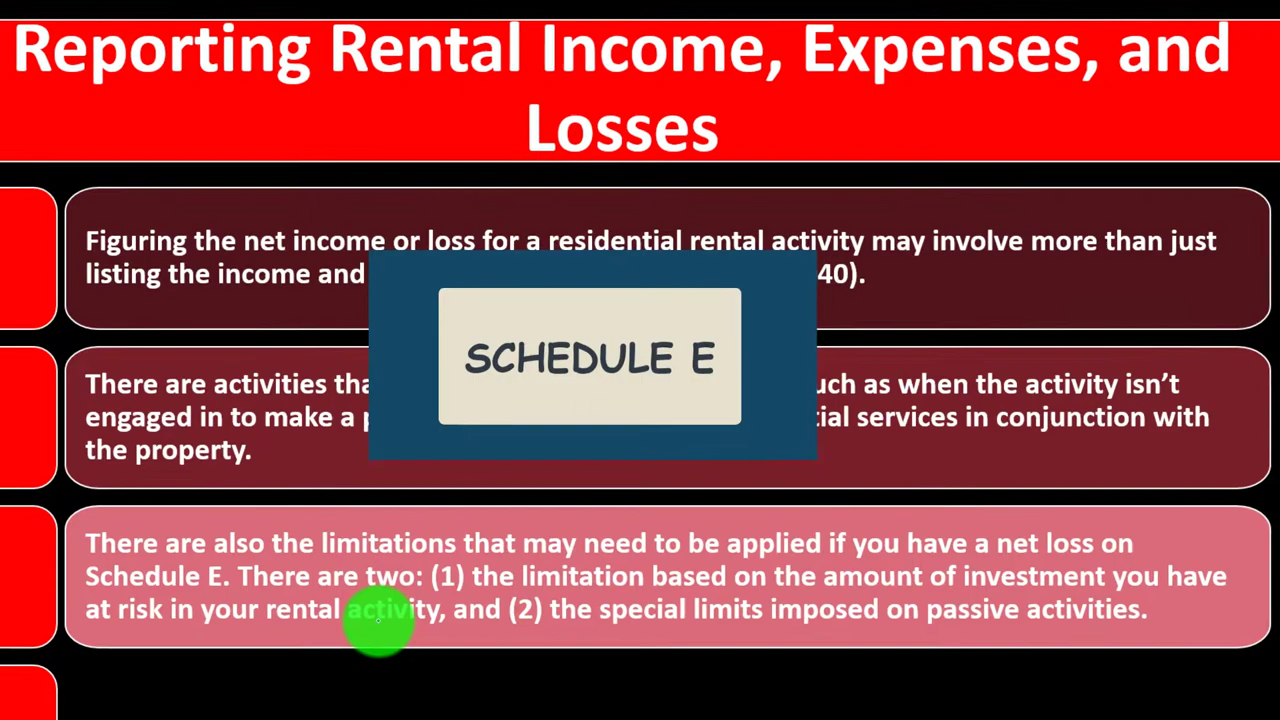 Reporting Rental Income, Expenses, and
Losses
Figuring the net income or loss for a residential rental activity may involve more than just
listing the income and 40).
SCHEDULE E
There are activities tha uch as when the activity isn’t
engaged in to make a p ial services in conjunction with
the property.
There are also the limitations that may need to be applied if you have a net loss on
Schedule E. There are two: (1) the limitation based on the amount of investment you have
at risk in your rental activity, and (2) the special limits imposed on passive activities.